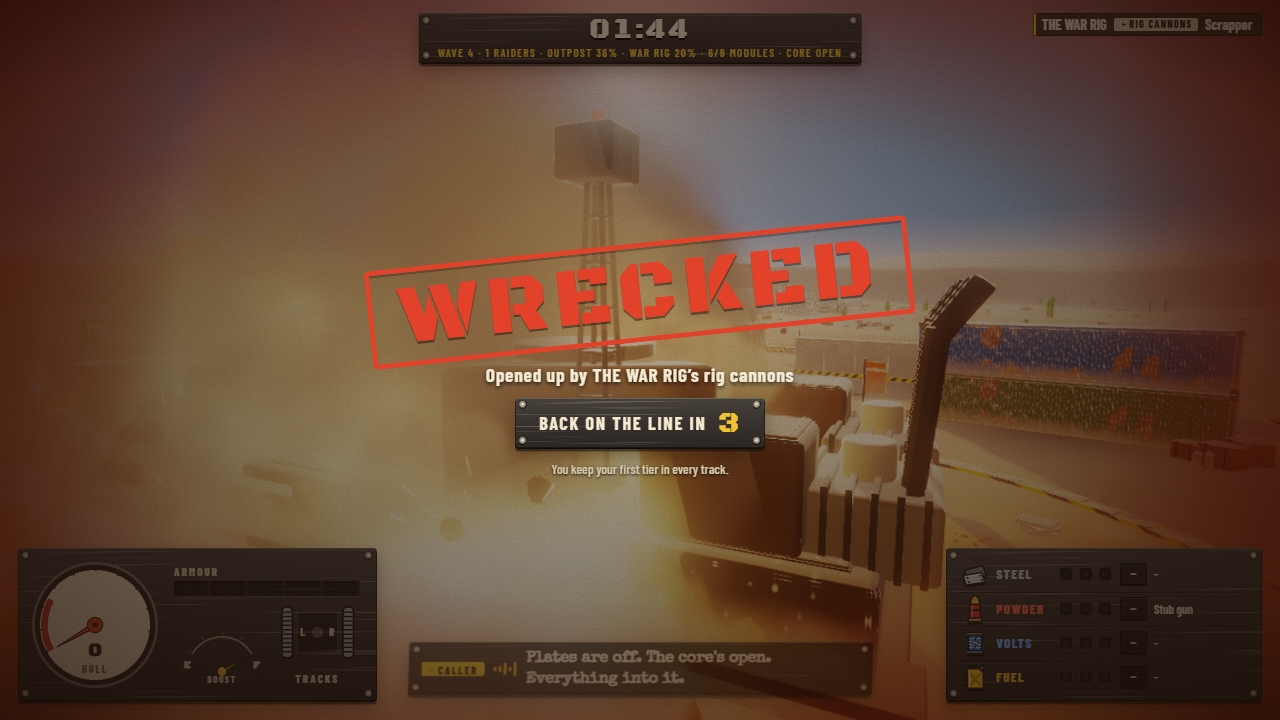 01:44
WAVE 4 · 1 RAIDERS · OUTPOST 36% · WAR RIG 20% · 6/9 MODULES · CORE OPEN
THE WAR RIG - RIG CANNONS Scrapper
WRECKED
Opened up by THE WAR RIG's rig cannons
BACK ON THE LINE IN 3
You keep your first tier in every track.
ARMOUR
0
HULL
E F
BOOST
L R
TRACKS
CALLER
Plates are off. The core's open.
Everything into it.
STEEL - -
POWDER - Stub gun
VOLTS - -
FUEL - -